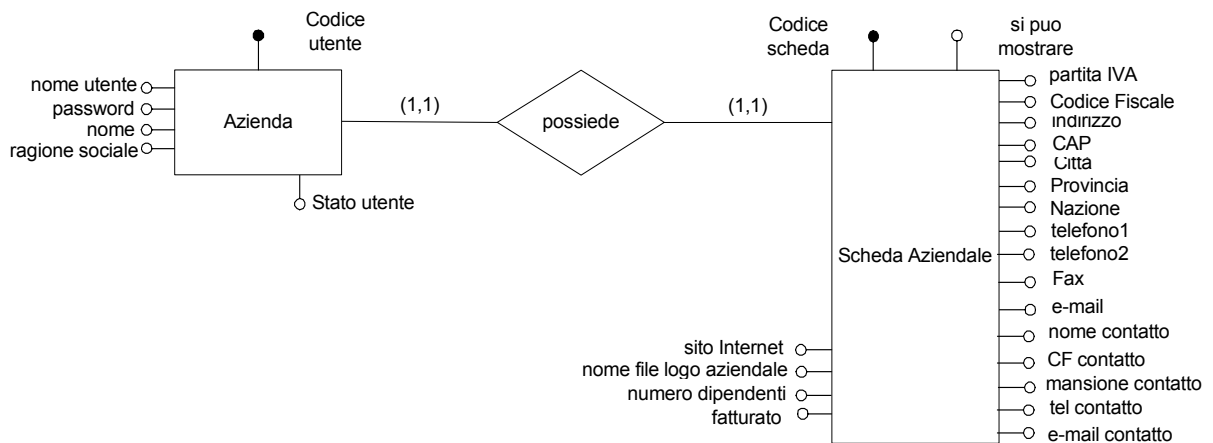 Codice
utente
nome utente
password
nome
ragione sociale
Azienda
Stato utente
(1,1)
possiede
(1,1)
Codice
scheda
si puo
mostrare
Scheda Aziendale
partita IVA
Codice Fiscale
Indirizzo
CAP
Città
Provincia
Nazione
telefono1
telefono2
Fax
e-mail
nome contatto
CF contatto
mansione contatto
tel contatto
e-mail contatto
sito Internet
nome file logo aziendale
numero dipendenti
fatturato